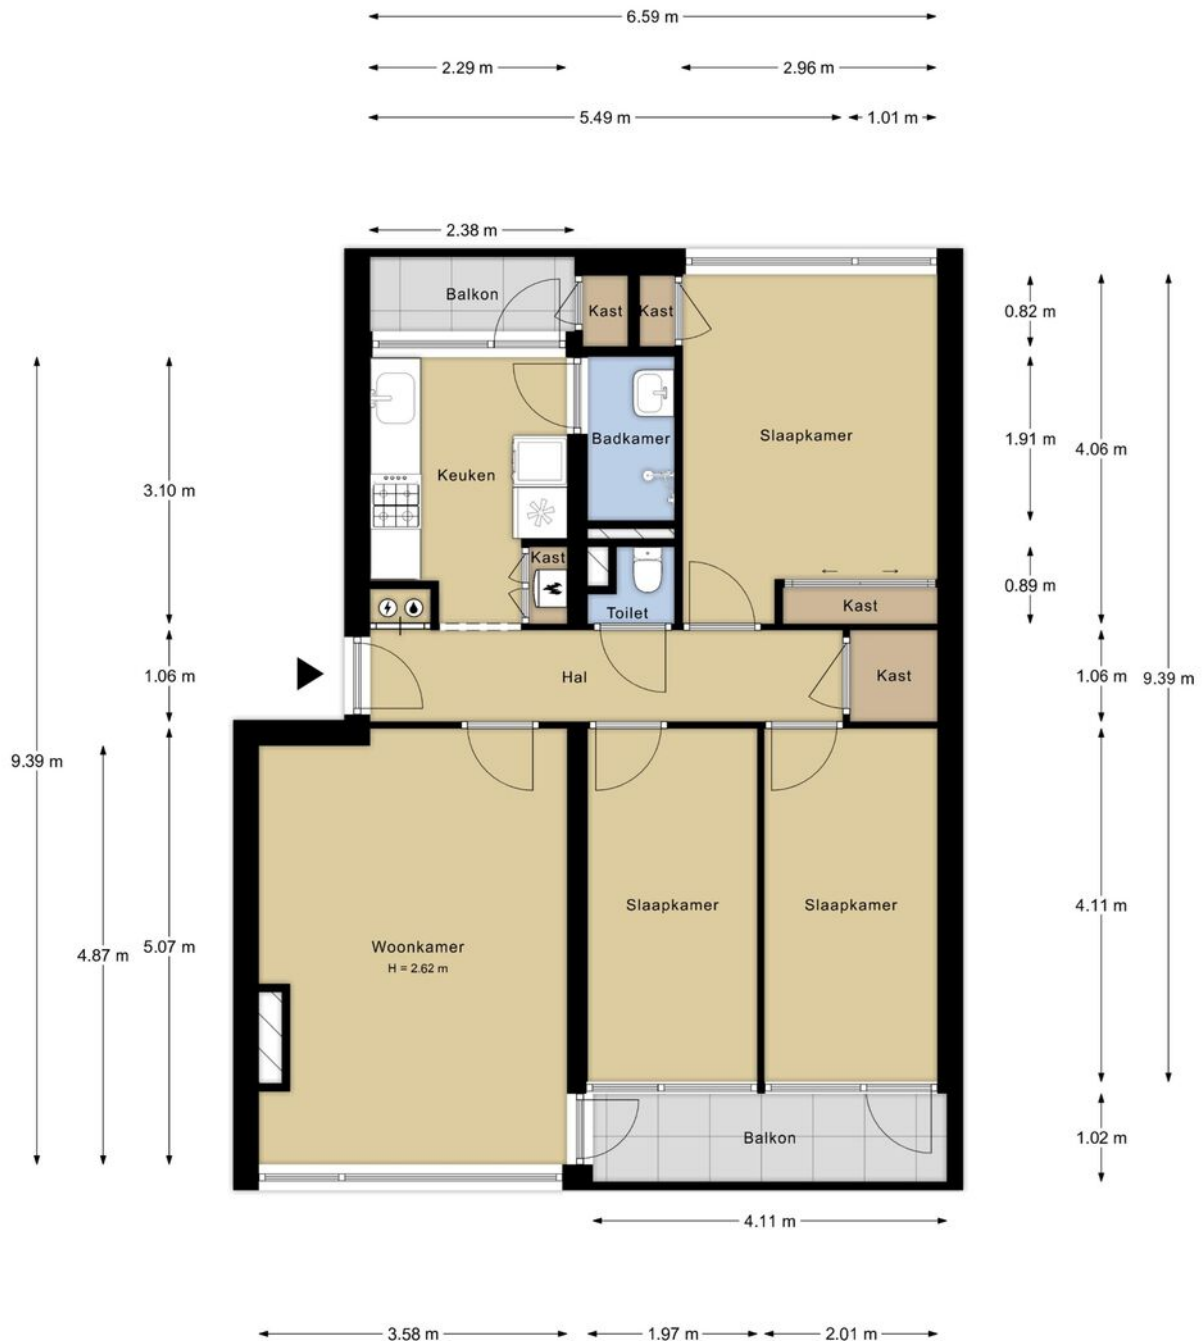 6.59 m
2.29 m
2.96 m
5.49 m
1.01 m
2.38 m
Balkon
Kast
Kast
0.82 m
Badkamer
Slaapkamer
1.91 m
4.06 m
Keuken
3.10 m
Kast
0.89 m
Toilet
Kast
1.06 m
Hal
Kast
1.06 m
9.39 m
9.39 m
4.87 m
5.07 m
Woonkamer
H = 2.62 m
Slaapkamer
Slaapkamer
4.11 m
Balkon
1.02 m
4.11 m
3.58 m
1.97 m
2.01 m